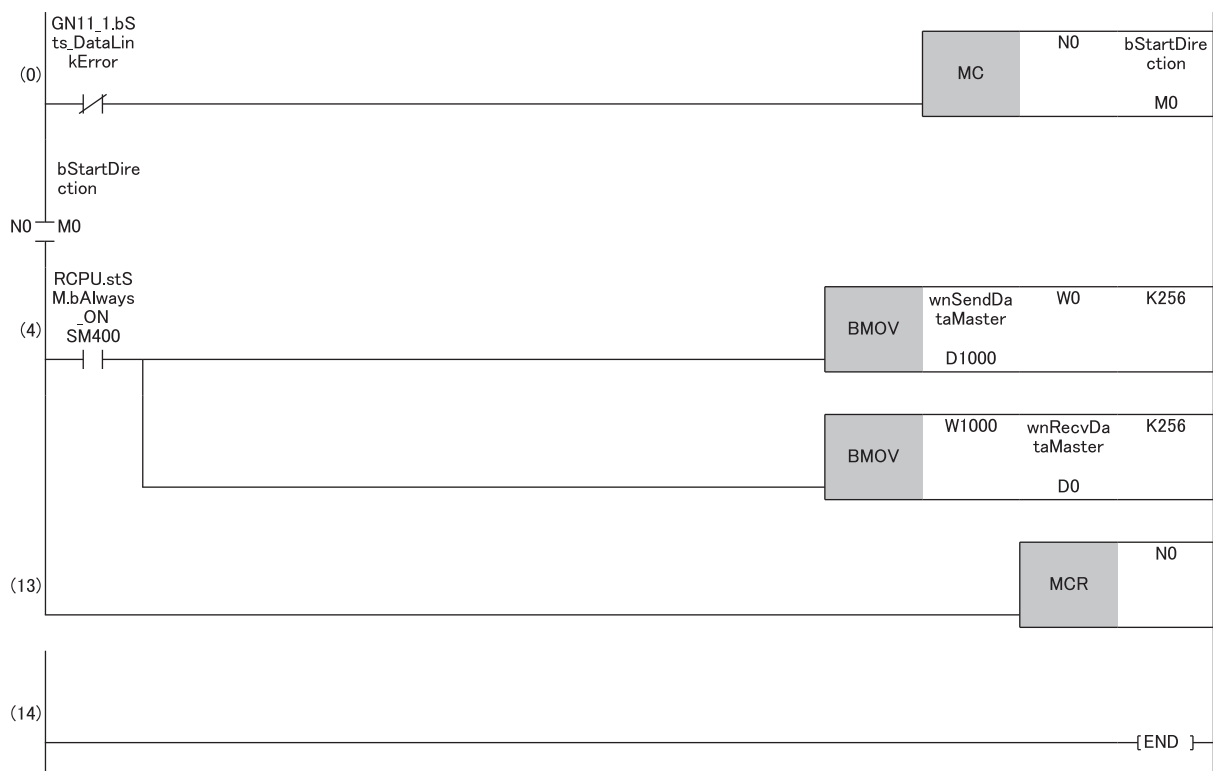 GN11_1.bS
ts_DataLin
kError
(0)
MC
N0
bStartDire
ction
M0
bStartDire
ction
N0
M0
RCPU.stS
M.bAlways
_ON
SM400
(4)
BMOV
wnSendDa
taMaster
D1000
W0
K256
BMOV
W1000
wnRecvDa
taMaster
D0
K256
(13)
MCR
N0
(14)
[END ]